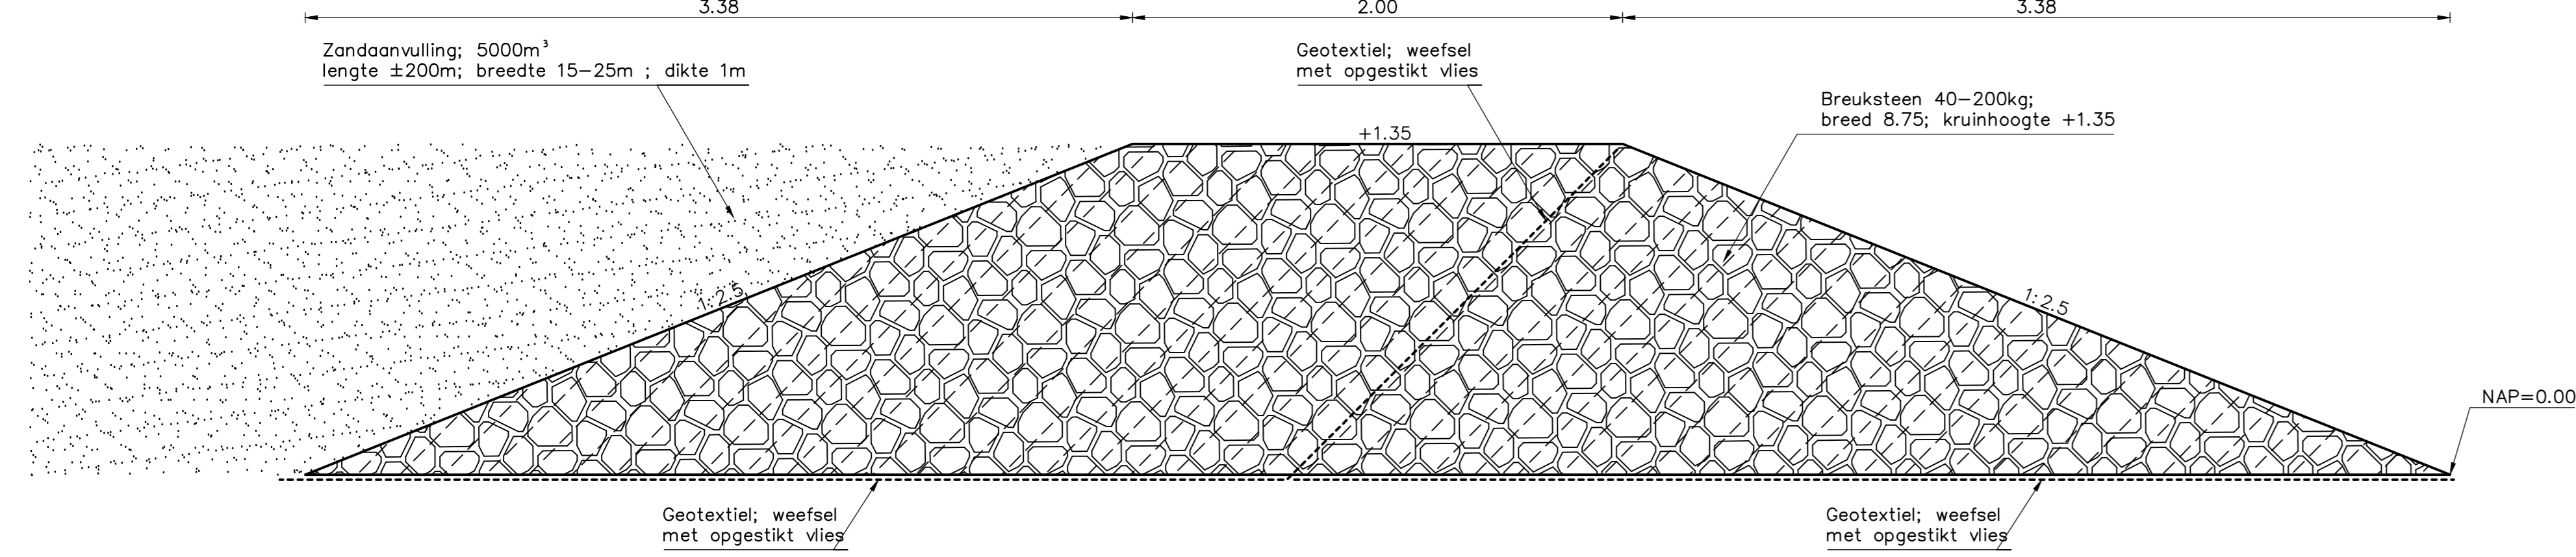 3.38
2.00
3.38
Zandaanvulling; 5000m³
lengte ±200m; breedte 15-25m ; dikte 1m
Geotextiel; weefsel
met opgestikt vlies
Breuksteen 40-200kg;
breed 8.75; kruinhoogte +1.35
+1.35
1:2.5
1:2.5
NAP=0.00
Geotextiel; weefsel
met opgestikt vlies
Geotextiel; weefsel
met opgestikt vlies